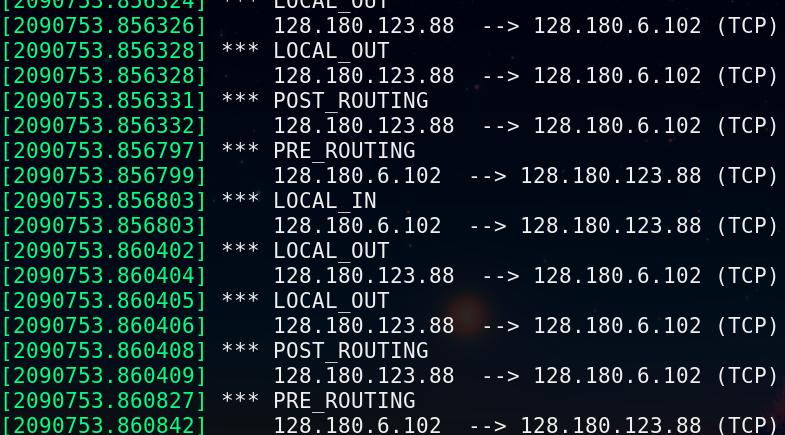 [2090753.856324] *** LOCAL_OUT
[2090753.856326]     128.180.123.88  --> 128.180.6.102 (TCP)
[2090753.856328] *** LOCAL_OUT
[2090753.856328]     128.180.123.88  --> 128.180.6.102 (TCP)
[2090753.856331] *** POST_ROUTING
[2090753.856332]     128.180.123.88  --> 128.180.6.102 (TCP)
[2090753.856797] *** PRE_ROUTING
[2090753.856799]     128.180.6.102  --> 128.180.123.88 (TCP)
[2090753.856803] *** LOCAL_IN
[2090753.856803]     128.180.6.102  --> 128.180.123.88 (TCP)
[2090753.860402] *** LOCAL_OUT
[2090753.860404]     128.180.123.88  --> 128.180.6.102 (TCP)
[2090753.860405] *** LOCAL_OUT
[2090753.860406]     128.180.123.88  --> 128.180.6.102 (TCP)
[2090753.860408] *** POST_ROUTING
[2090753.860409]     128.180.123.88  --> 128.180.6.102 (TCP)
[2090753.860827] *** PRE_ROUTING
[2090753.860842]     128.180.6.102  --> 128.180.123.88 (TCP)